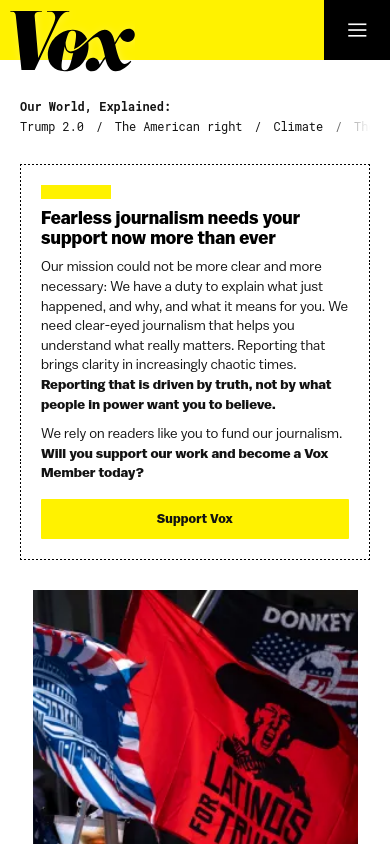 Vox
Our World, Explained:
Trump 2.0 / The American right / Climate / Th
Fearless journalism needs your
support now more than ever
Our mission could not be more clear and more
necessary: We have a duty to explain what just
happened, and why, and what it means for you. We
need clear-eyed journalism that helps you
understand what really matters. Reporting that
brings clarity in increasingly chaotic times.
Reporting that is driven by truth, not by what
people in power want you to believe.
We rely on readers like you to fund our journalism.
Will you support our work and become a Vox
Member today?
Support Vox
DONKEY
LATINOS
FOR
TRUMP